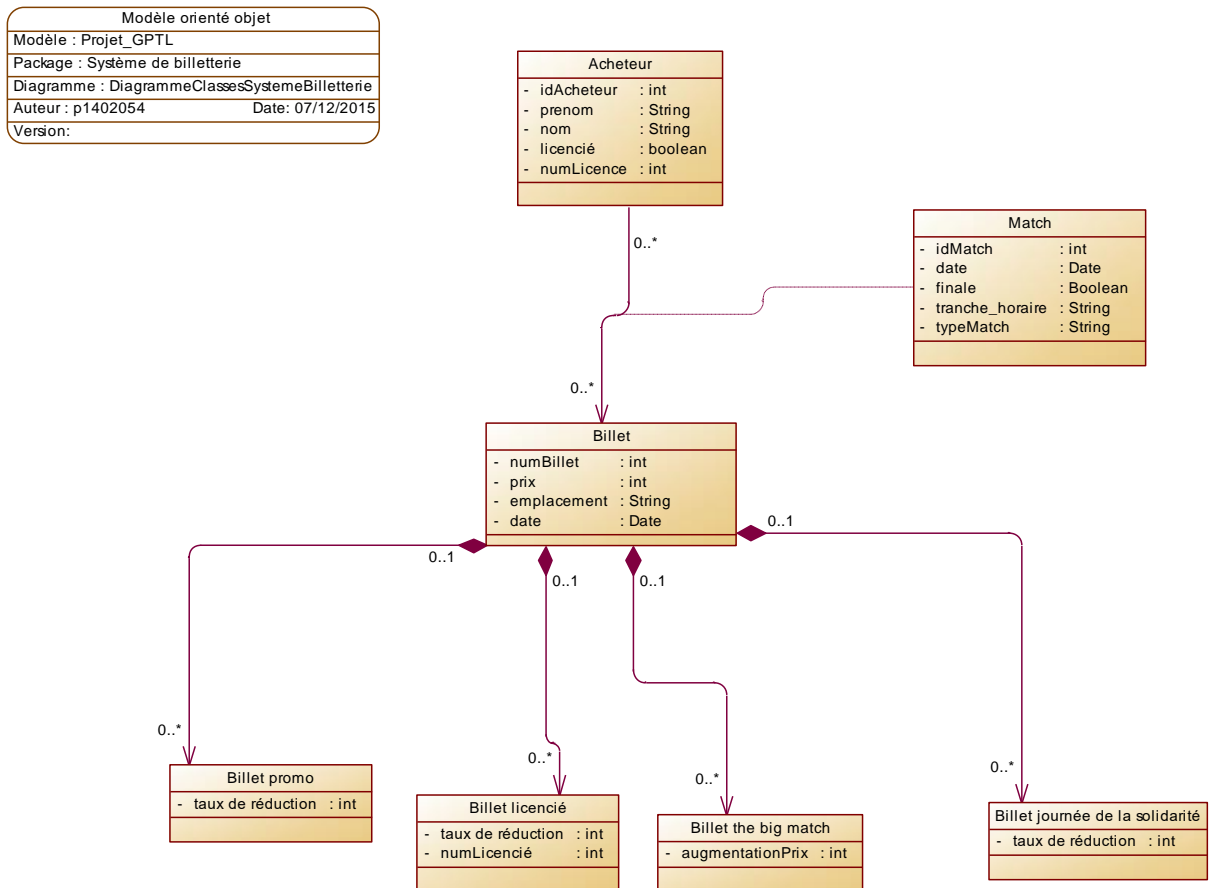 Modèle orienté objet
Modèle : Projet_GPTL
Package : Système de billetterie
Diagramme : DiagrammeClassesSystemeBilletterie
Auteur : p1402054 Date: 07/12/2015
Version:
Acheteur
- idAcheteur : int
- prenom : String
- nom : String
- licencié : boolean
- numLicence : int
0..*
Match
- idMatch : int
- date : Date
- finale : Boolean
- tranche_horaire : String
- typeMatch : String
0..*
Billet
- numBillet : int
- prix : int
- emplacement : String
- date : Date
0..1
0..1
0..1
0..1
0..*
0..*
0..*
0..*
Billet promo
- taux de réduction : int
Billet licencié
- taux de réduction : int
- numLicencié : int
Billet the big match
- augmentationPrix : int
Billet journée de la solidarité
- taux de réduction : int